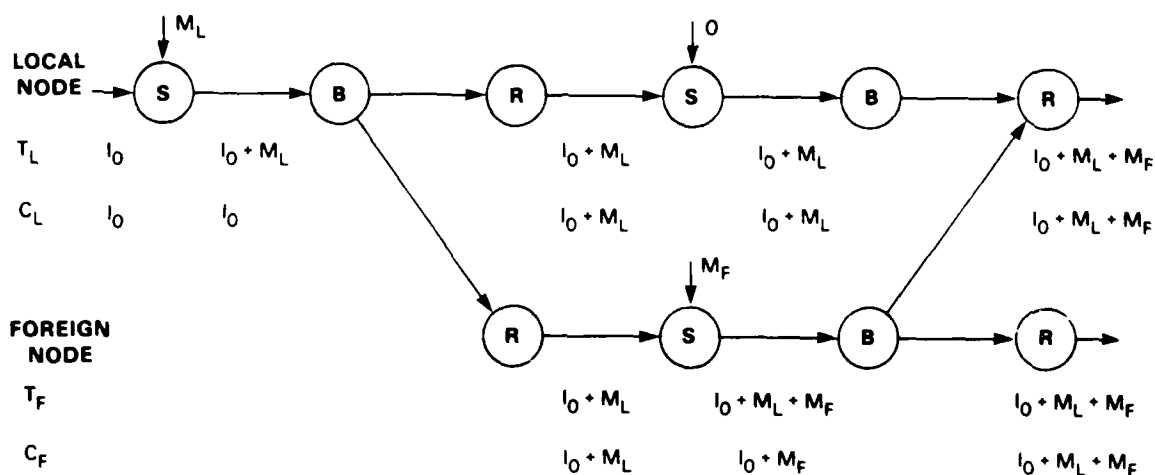 M_L
0
LOCAL
NODE
S B R S B R
T_L I_0 I_0 + M_L I_0 + M_L I_0 + M_L I_0 + M_L + M_F
C_L I_0 I_0 I_0 + M_L I_0 + M_L I_0 + M_L + M_F
M_F
FOREIGN
NODE
R S B R
T_F I_0 + M_L I_0 + M_L + M_F I_0 + M_L + M_F
C_F I_0 + M_L I_0 + M_F I_0 + M_L + M_F